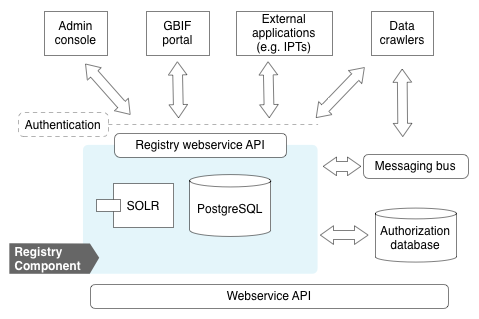 Admin
console
GBIF
portal
External
applications
(e.g. IPTs)
Data
crawlers
Authentication
Registry webservice API
Messaging bus
SOLR
PostgreSQL
Authorization
database
Registry
Component
Webservice API